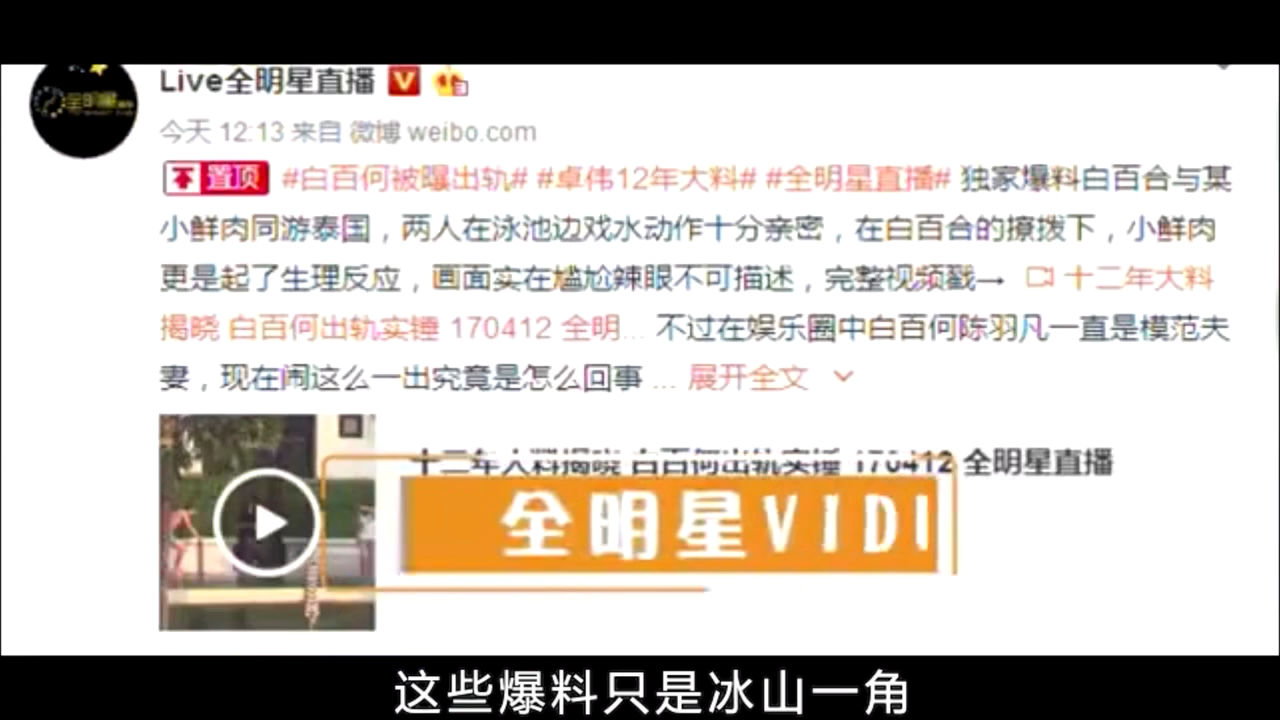 Live全明星直播
今天 12:13 来自 微博 weibo.com
置顶 #白百何被曝出轨# #卓伟12年大料# #全明星直播# 独家爆料白百合与某
小鲜肉同游泰国，两人在泳池边戏水动作十分亲密，在白百合的撩拨下，小鲜肉
更是起了生理反应，画面实在尴尬辣眼不可描述，完整视频戳→ 十二年大料
揭晓 白百何出轨实锤 170412 全明... 不过在娱乐圈中白百何陈羽凡一直是模范夫
妻，现在闹这么一出究竟是怎么回事 ... 展开全文
十二年大料揭晓 白百何出轨实锤 170412 全明星直播
全明星VIDI
这些爆料只是冰山一角